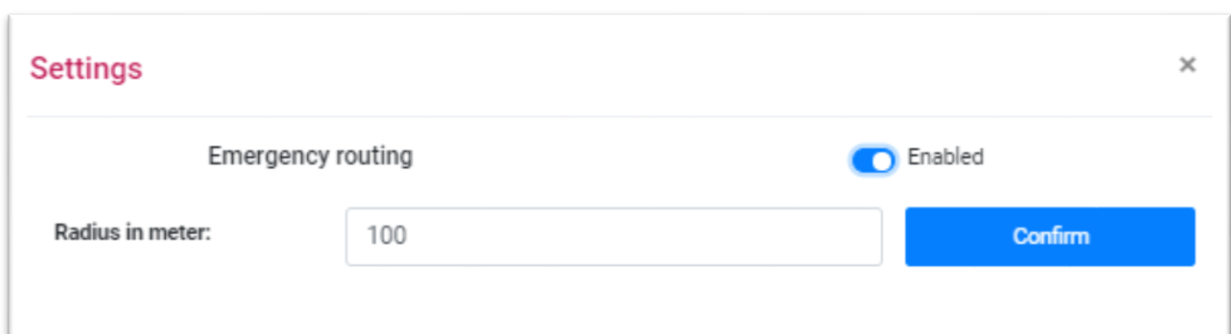 Settings ×
Emergency routing Enabled
Radius in meter: 100 Confirm